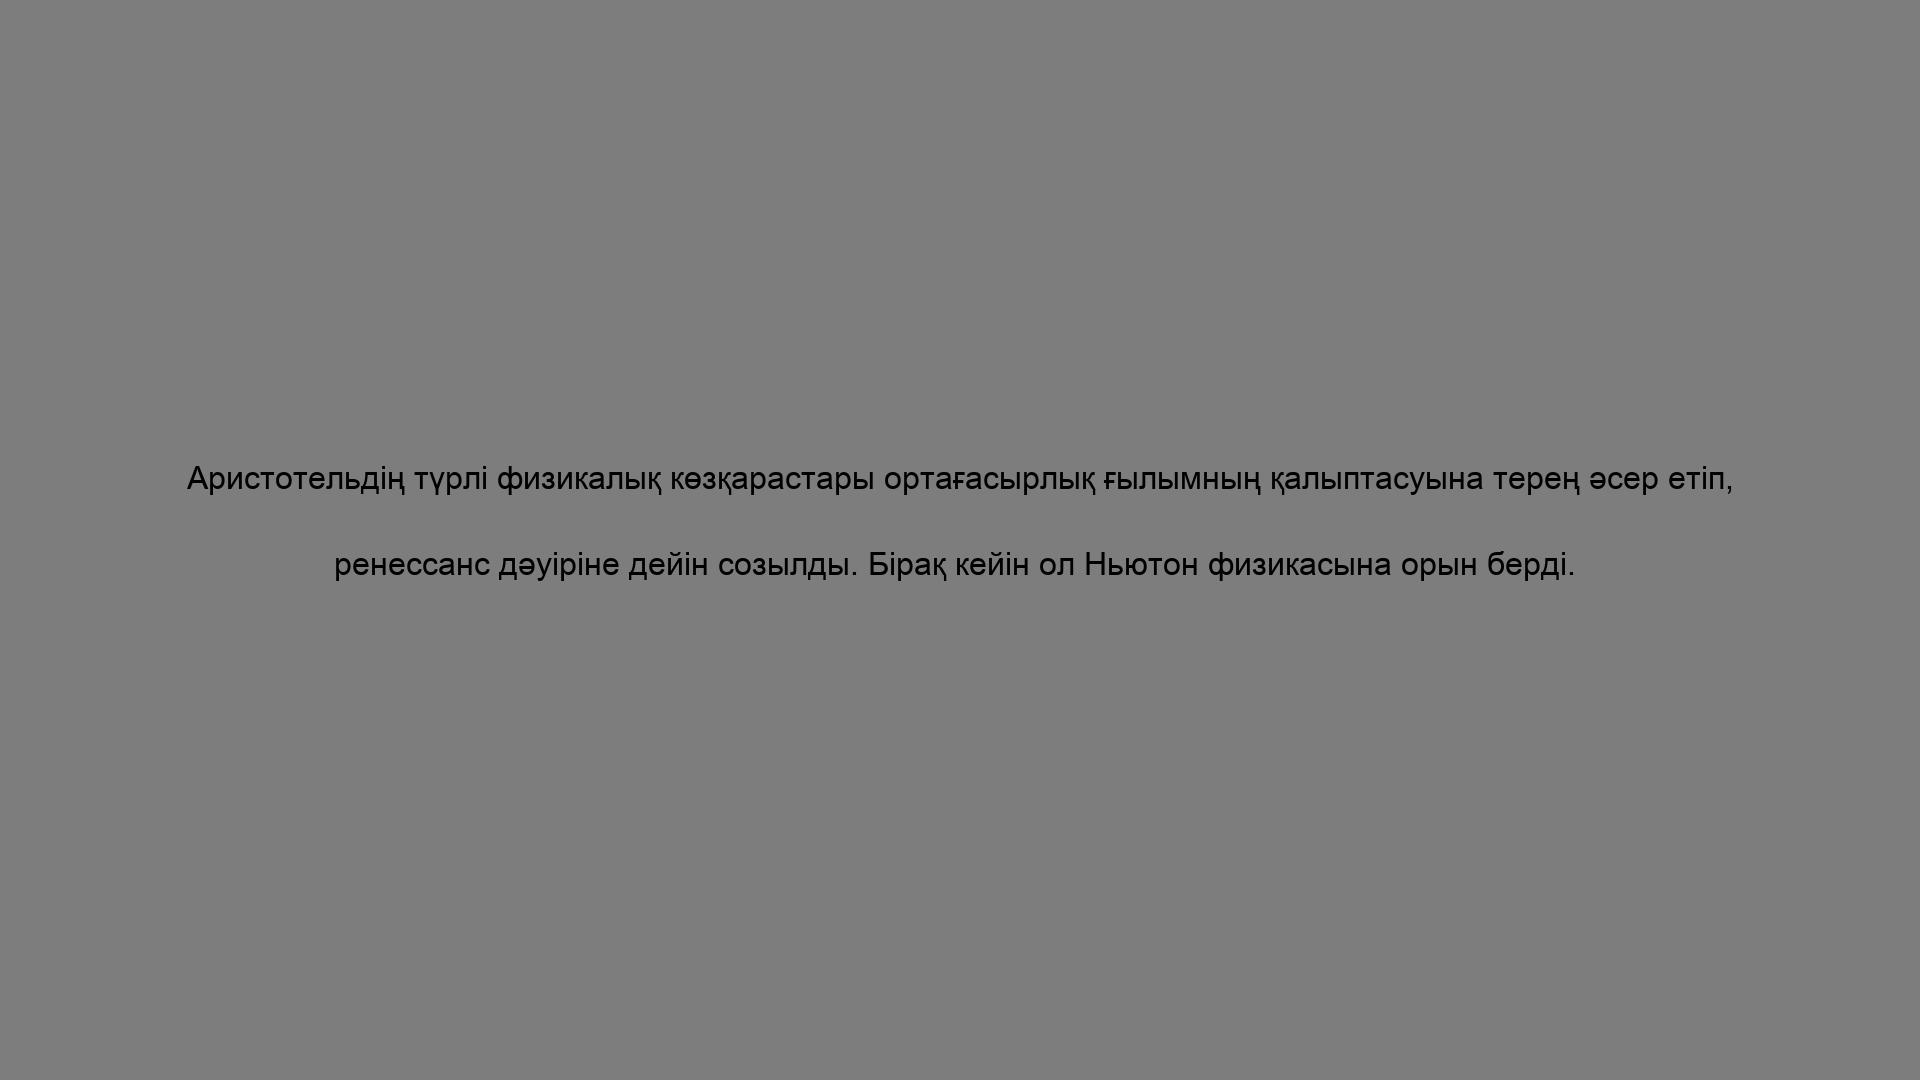 Аристотельдің түрлі физикалық көзқарастары ортағасырлық ғылымның қалыптасуына терең әсер етіп,
ренессанс дәуіріне дейін созылды. Бірақ кейін ол Ньютон физикасына орын берді.